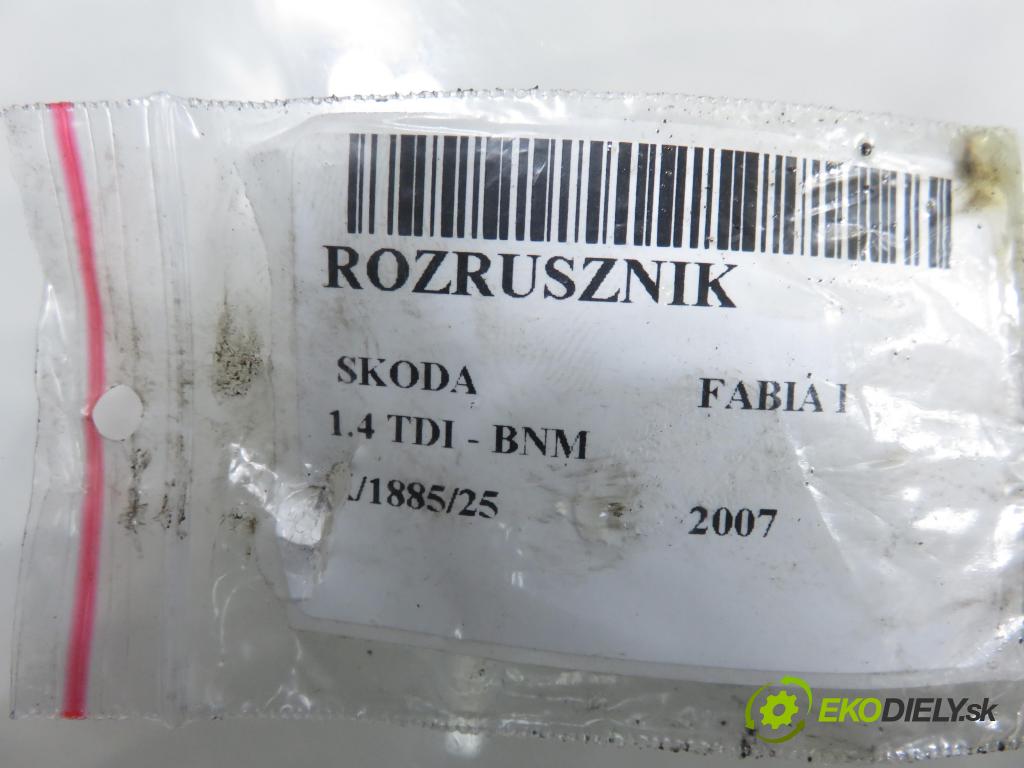 ROZRUSZNIK
SKODA FABIA I
1.4 TDI - BNM
/1885/25 2007
EKODIELY.sk